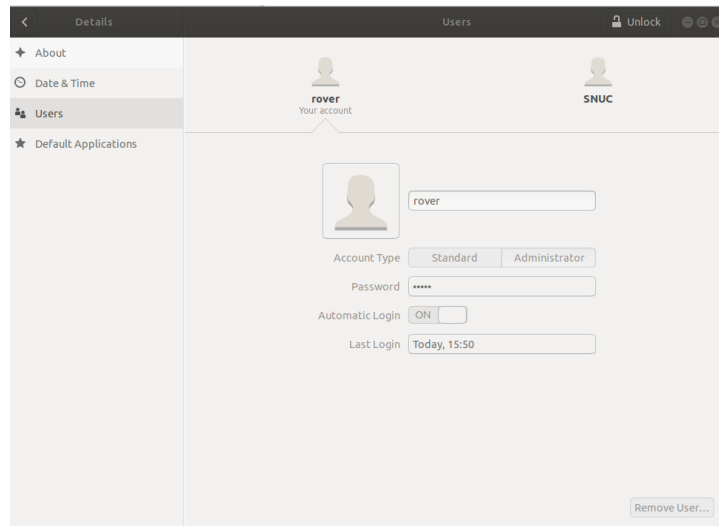 Details
Users
Unlock
About
Date & Time
Users
Default Applications
rover
Your account
SNUC
rover
Account Type
Standard
Administrator
Password
•••••
Automatic Login
ON
Last Login
Today, 15:50
Remove User...